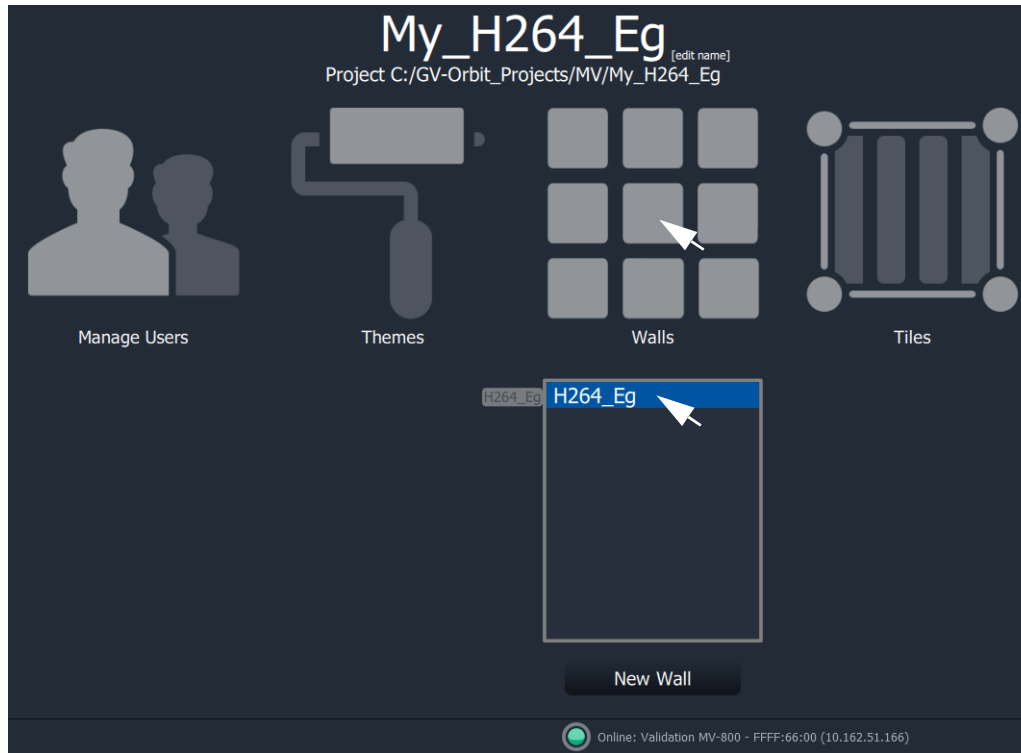 My_H264_Eg [edit name]
Project C:/GV-Orbit_Projects/MV/My_H264_Eg
Manage Users
Themes
Walls
Tiles
H264_Eg
H264_Eg
New Wall
Online: Validation MV-800 - FFFF:66:00 (10.162.51.166)